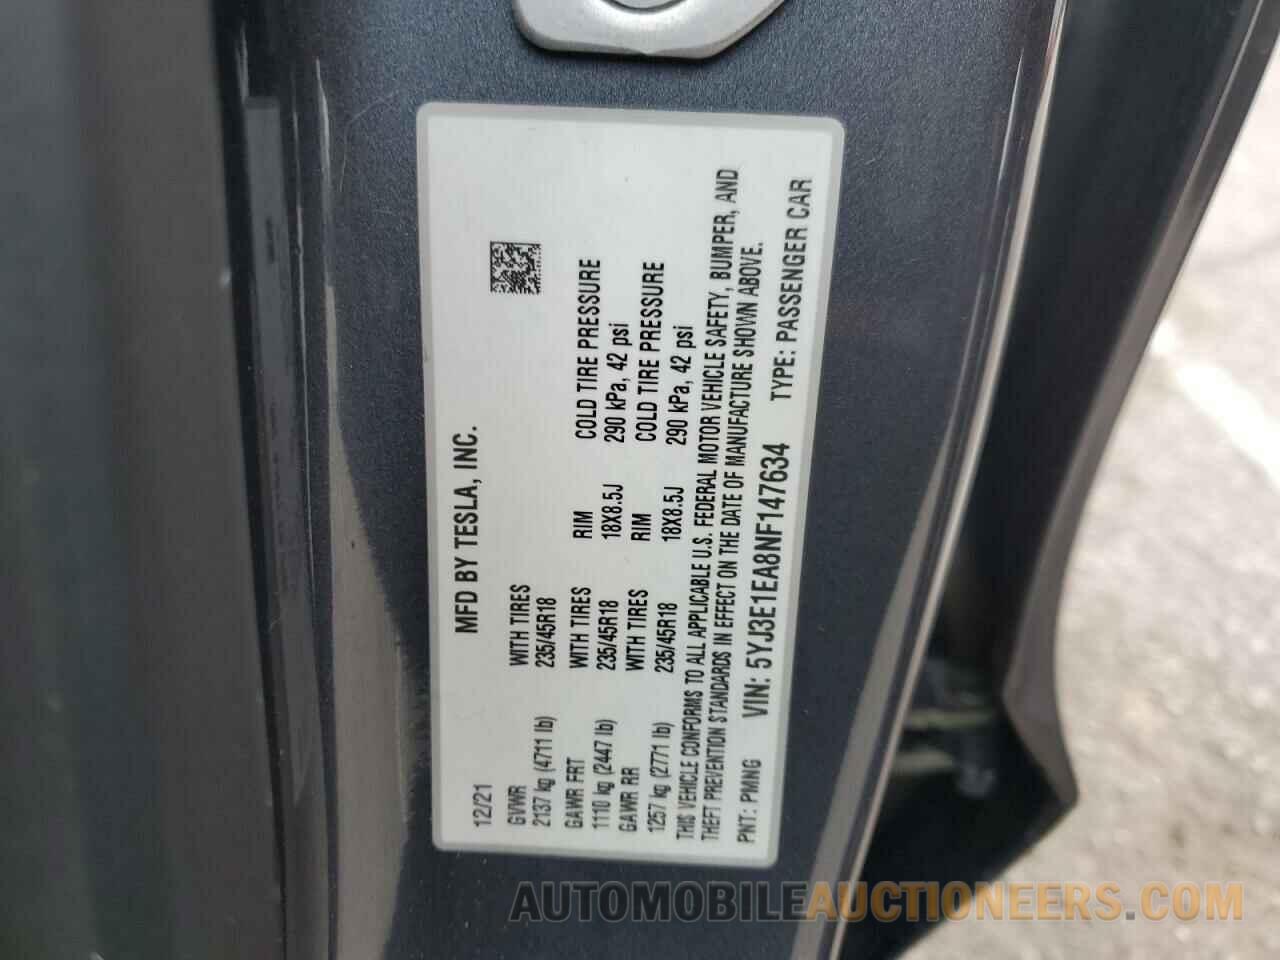 MFD BY TESLA, INC.
12/21
GVWR WITH TIRES
2137 kg (4711 lb) 235/45R18
GAWR FRT WITH TIRES RIM COLD TIRE PRESSURE
1110 kg (2447 lb) 235/45R18 18X8.5J 290 kPa, 42 psi
GAWR RR WITH TIRES RIM COLD TIRE PRESSURE
1257 kg (2771 lb) 235/45R18 18X8.5J 290 kPa, 42 psi
THIS VEHICLE CONFORMS TO ALL APPLICABLE U.S. FEDERAL MOTOR VEHICLE SAFETY, BUMPER, AND
THEFT PREVENTION STANDARDS IN EFFECT ON THE DATE OF MANUFACTURE SHOWN ABOVE.
PNT: PMNG VIN: 5YJ3E1EA8NF147634 TYPE: PASSENGER CAR
AUTOMOBILEAUCTIONEERS.COM